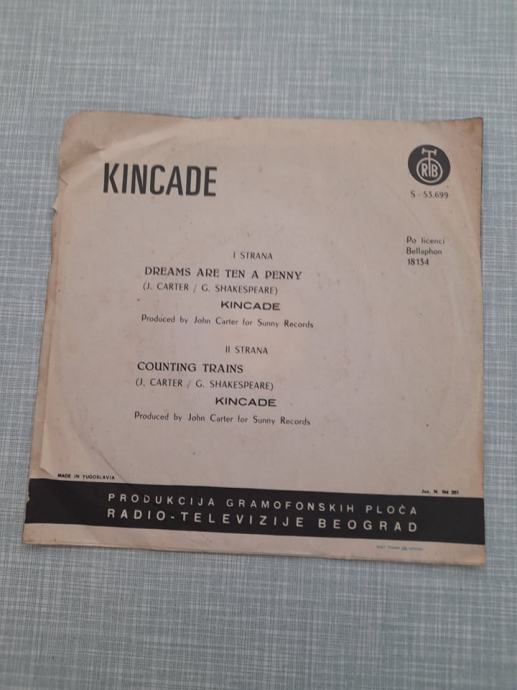 KINCADE
RTB
S - 53.699
Po licenci
Bellaphon
18134
I STRANA
DREAMS ARE TEN A PENNY
(J. CARTER / G. SHAKESPEARE)
KINCADE
Produced by John Carter for Sunny Records
II STRANA
COUNTING TRAINS
(J. CARTER / G. SHAKESPEARE)
KINCADE
Produced by John Carter for Sunny Records
MADE IN YUGOSLAVIA
PRODUKCIJA GRAMOFONSKIH PLOČA
RADIO-TELEVIZIJE BEOGRAD